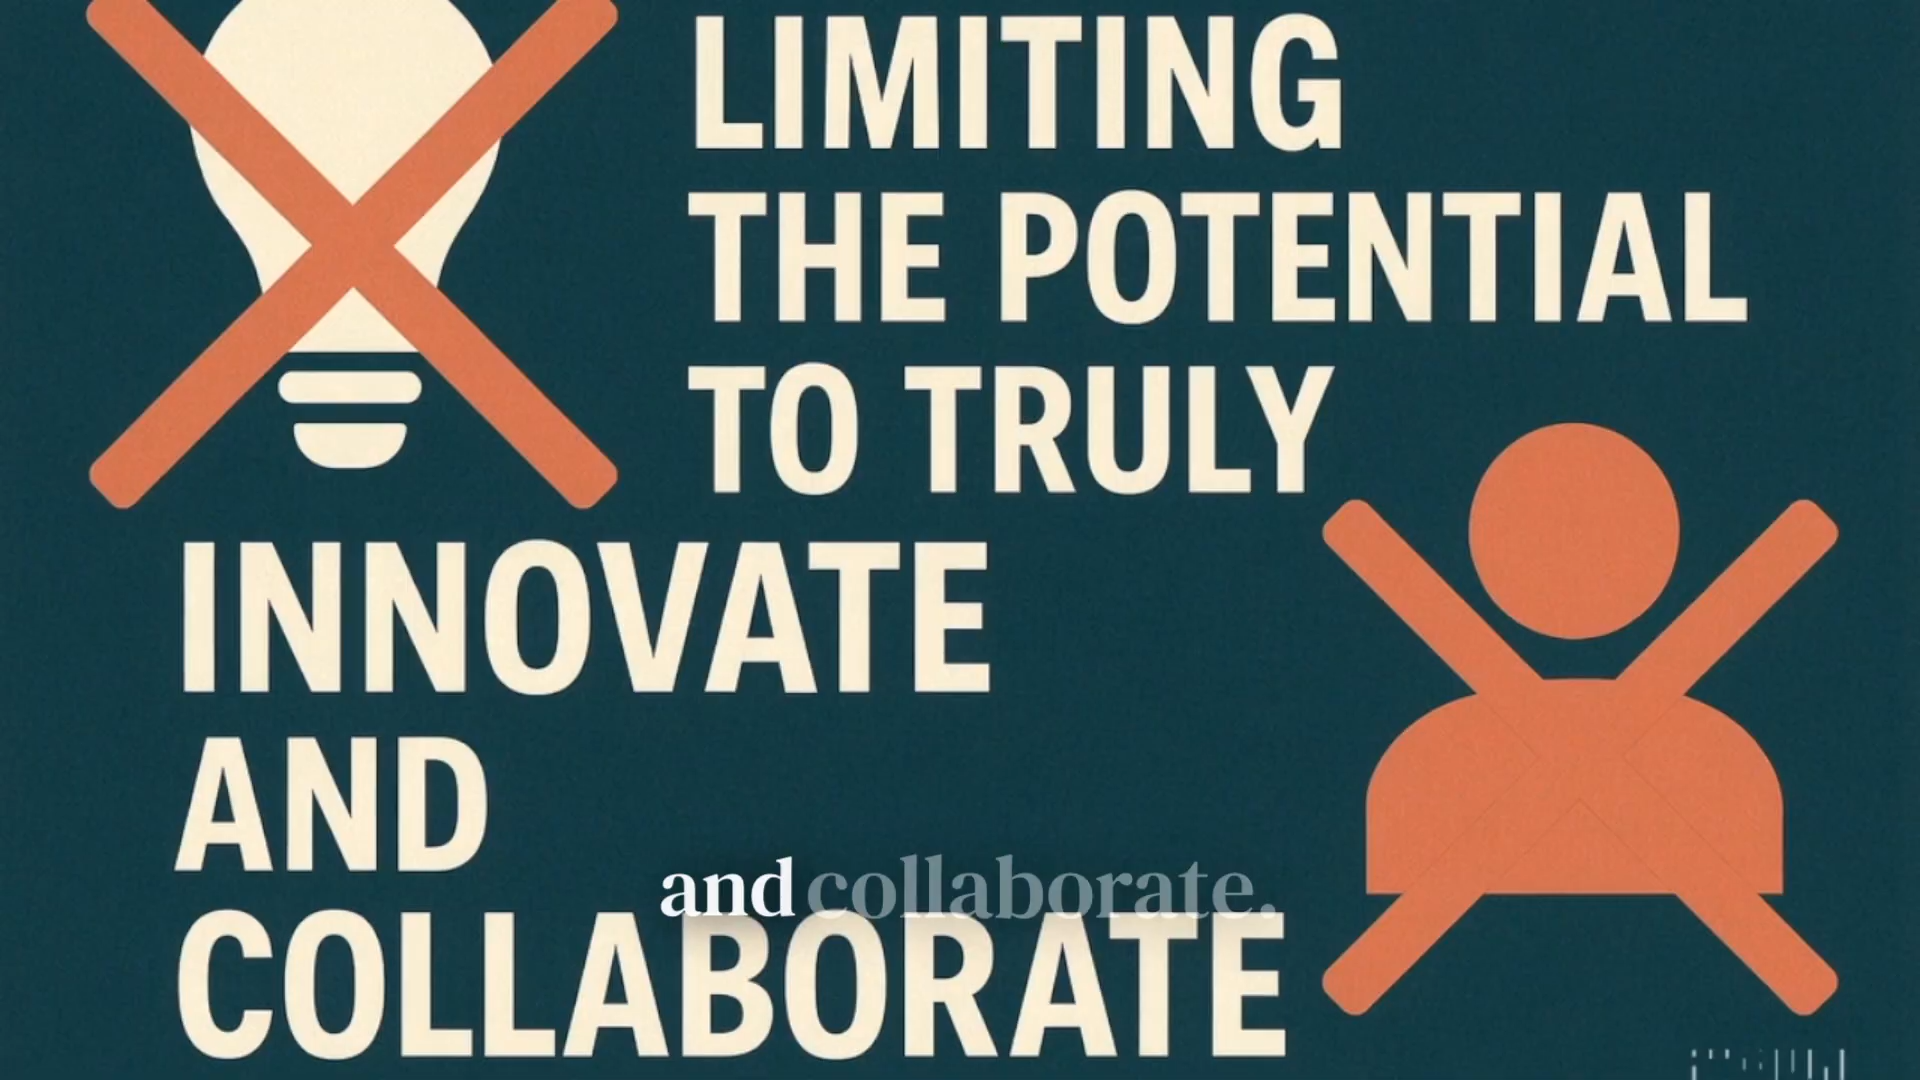 LIMITING
THE POTENTIAL
TO TRULY
INNOVATE
AND
and collaborate.
COLLABORATE